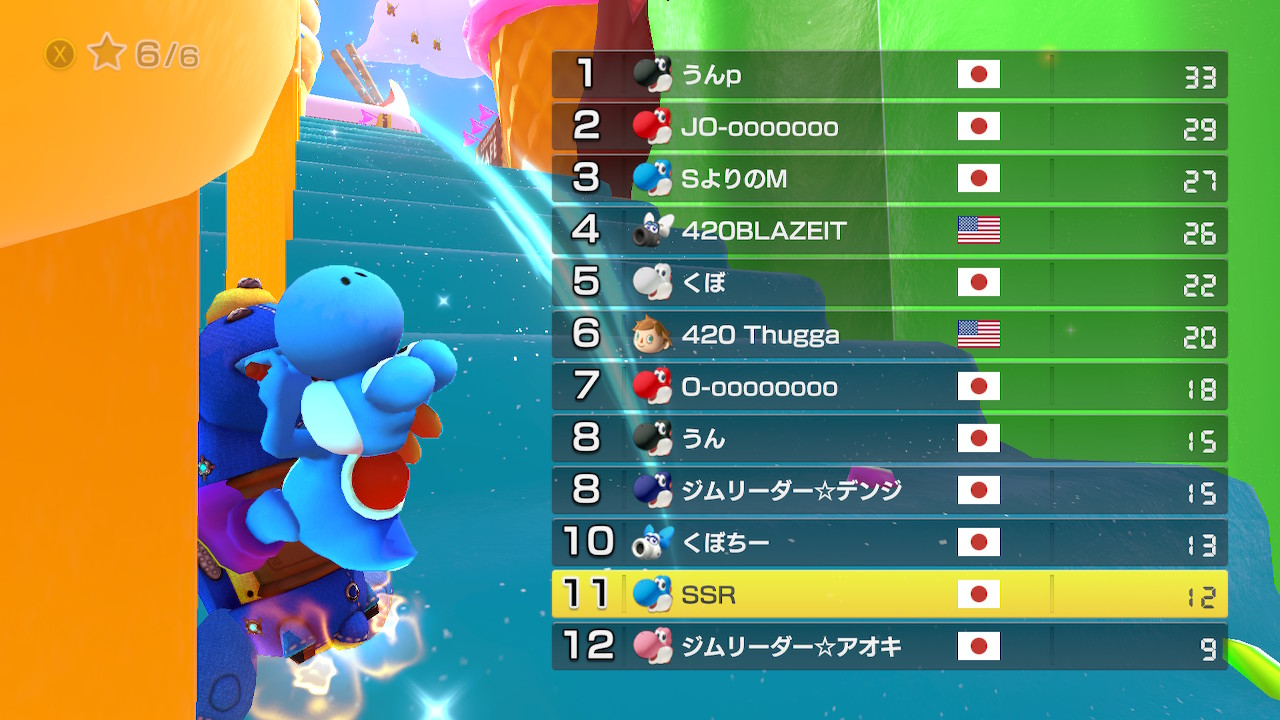 X ☆ 6/6
1 うんp 33
2 JO-ooooooo 29
3 SよりのM 27
4 420BLAZEIT 26
5 くぼ 22
6 420 Thugga 20
7 O-oooooooo 18
8 うん 15
8 ジムリーダー☆デンジ 15
10 くぼちー 13
11 SSR 12
12 ジムリーダー☆アオキ 9